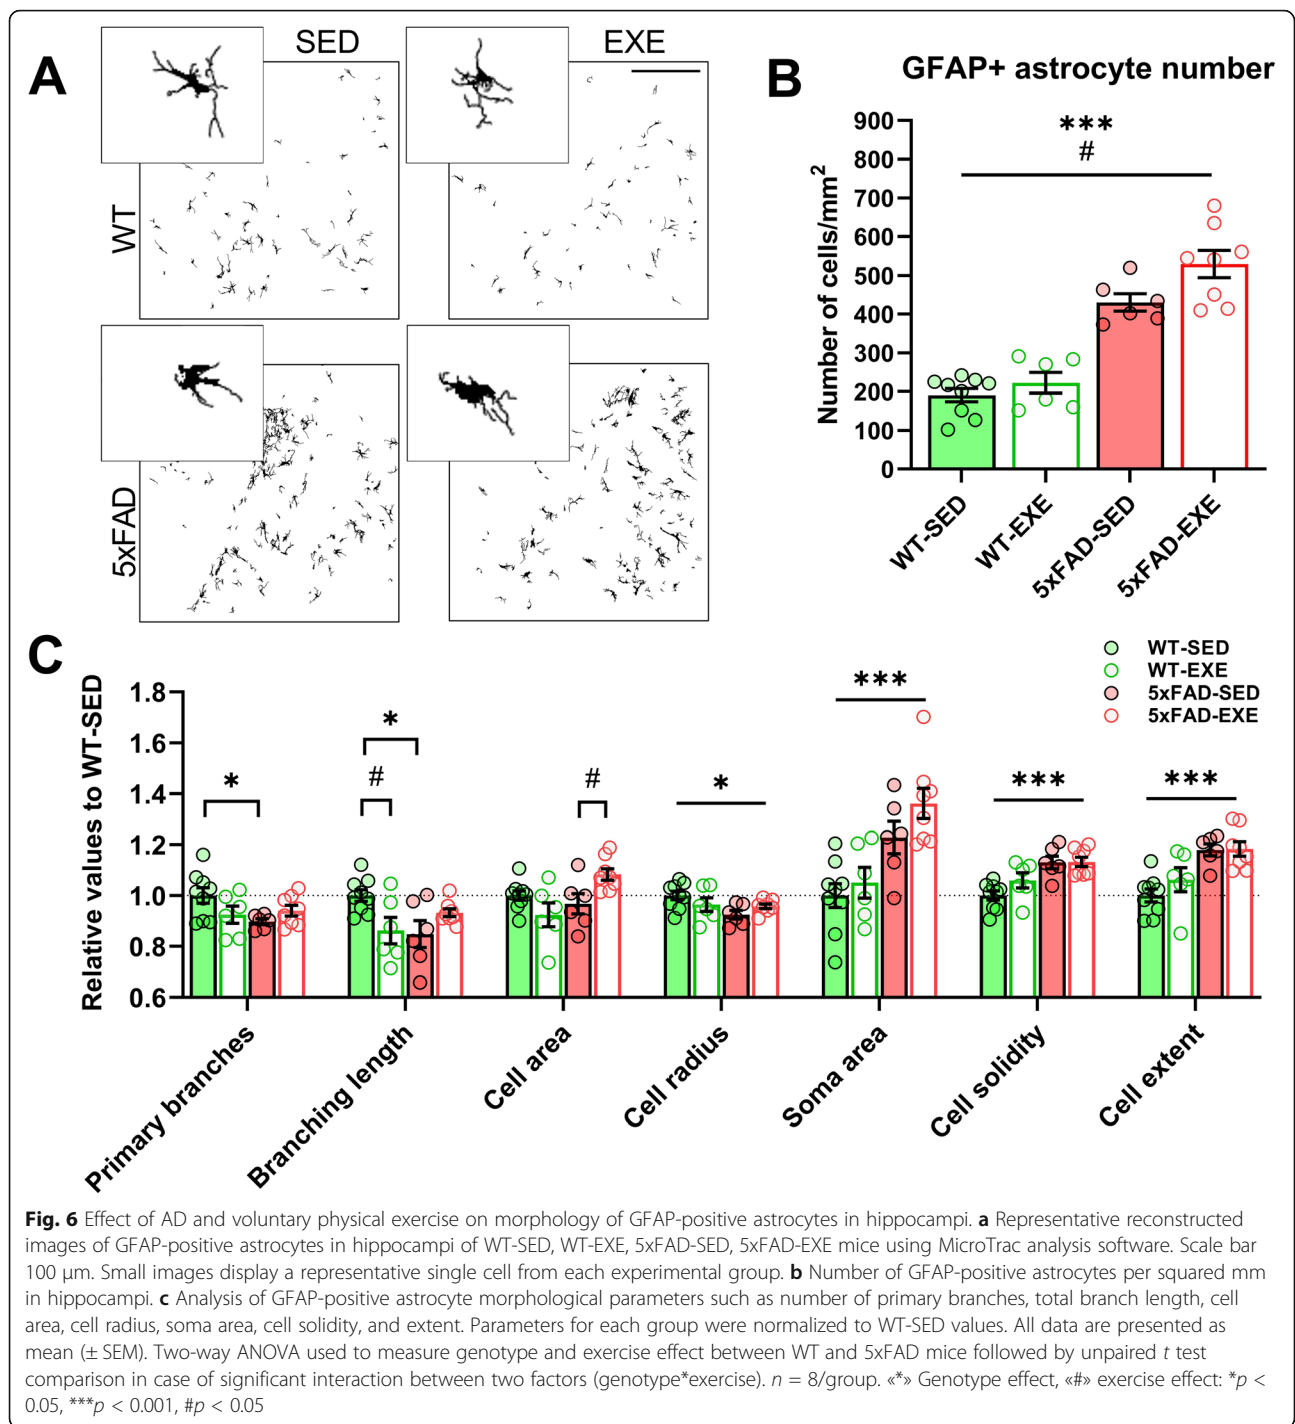 A
SED
EXE
WT
5xFAD
B
GFAP+ astrocyte number
***
#
Number of cells/mm²
900
800
700
600
500
400
300
200
100
0
WT-SED
WT-EXE
5xFAD-SED
5xFAD-EXE
C
WT-SED
WT-EXE
5xFAD-SED
5xFAD-EXE
Relative values to WT-SED
1.8
1.6
1.4
1.2
1.0
0.8
0.6
*
*
#
#
*
***
***
***
Primary branches
Branching length
Cell area
Cell radius
Soma area
Cell solidity
Cell extent
Fig. 6 Effect of AD and voluntary physical exercise on morphology of GFAP-positive astrocytes in hippocampi. a Representative reconstructed
images of GFAP-positive astrocytes in hippocampi of WT-SED, WT-EXE, 5xFAD-SED, 5xFAD-EXE mice using MicroTrac analysis software. Scale bar
100 µm. Small images display a representative single cell from each experimental group. b Number of GFAP-positive astrocytes per squared mm
in hippocampi. c Analysis of GFAP-positive astrocyte morphological parameters such as number of primary branches, total branch length, cell
area, cell radius, soma area, cell solidity, and extent. Parameters for each group were normalized to WT-SED values. All data are presented as
mean (± SEM). Two-way ANOVA used to measure genotype and exercise effect between WT and 5xFAD mice followed by unpaired t test
comparison in case of significant interaction between two factors (genotype*exercise). n = 8/group. «*» Genotype effect, «#» exercise effect: *p <
0.05, ***p < 0.001, #p < 0.05